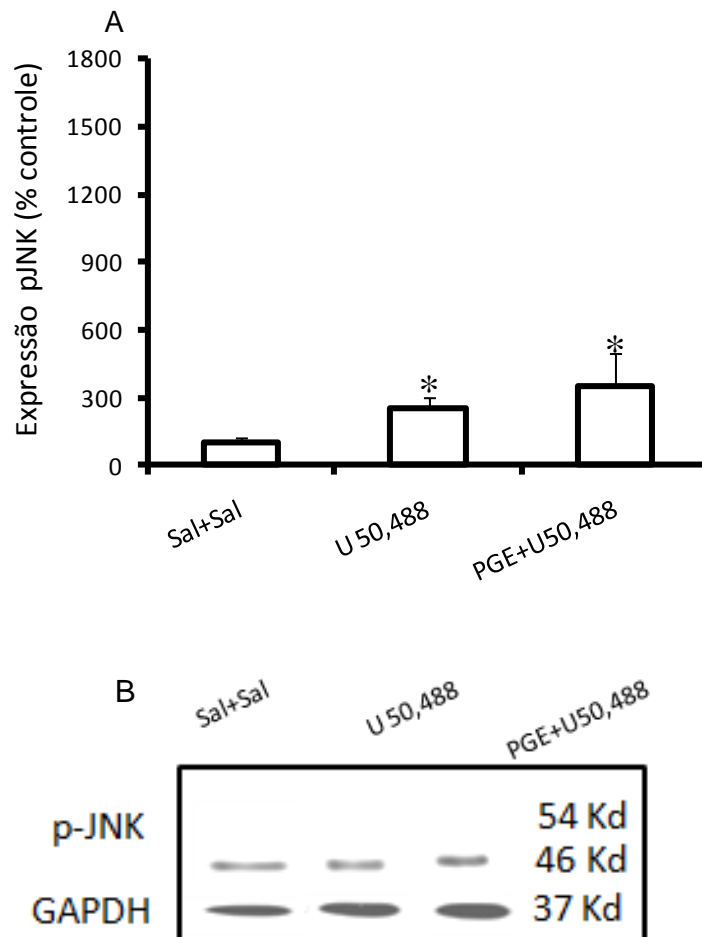 A
Expressão pJNK (% controle)
1800
1500
1200
900
600
300
0
*
*
Sal+Sal
U 50,488
PGE+U50,488
B
Sal+Sal
U 50,488
PGE+U50,488
p-JNK
54 Kd
46 Kd
GAPDH
37 Kd